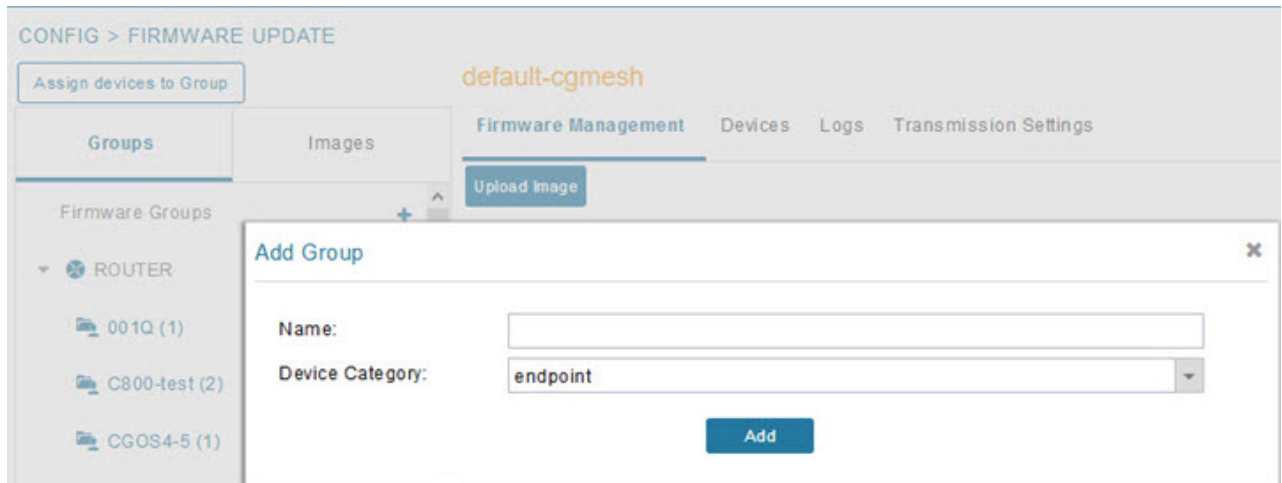 CONFIG > FIRMWARE UPDATE
Assign devices to Group
default-cgmesh
Groups
Images
Firmware Management
Devices
Logs
Transmission Settings
Upload Image
Firmware Groups
+
ROUTER
001Q (1)
C800-test (2)
CGOS4-5 (1)
Add Group
Name:
Device Category:
endpoint
Add